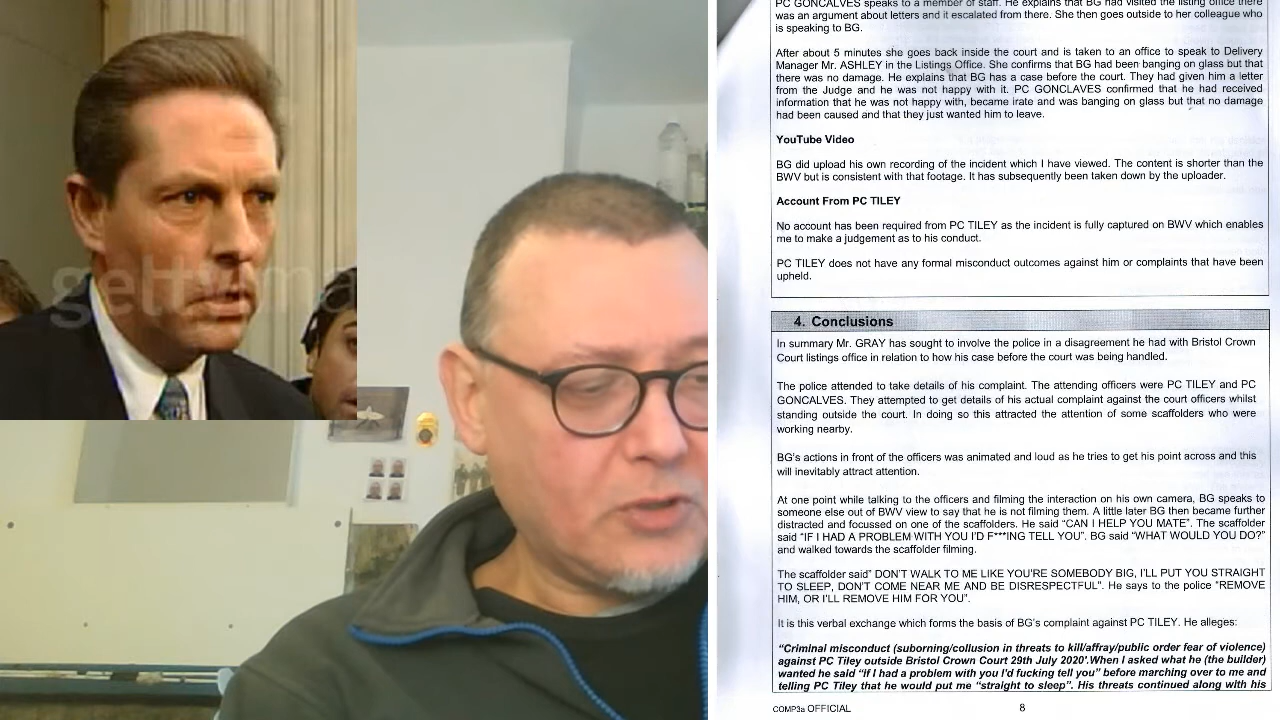 gettyima
PC GONCALVES speaks to a member of staff. He explains that BG had visited the listing office there
was an argument about letters and it escalated from there. She then goes outside to her colleague who
is speaking to BG.
After about 5 minutes she goes back inside the court and is taken to an office to speak to Delivery
Manager Mr. ASHLEY in the Listings Office. She confirms that BG had been banging on glass but that
there was no damage. He explains that BG has a case before the court. They had given him a letter
from the Judge and he was not happy with it. PC GONCLAVES confirmed that he had received
information that he was not happy with, became irate and was banging on glass but that no damage
had been caused and that they just wanted him to leave.
YouTube Video
BG did upload his own recording of the incident which I have viewed. The content is shorter than the
BWV but is consistent with that footage. It has subsequently been taken down by the uploader.
Account From PC TILEY
No account has been required from PC TILEY as the incident is fully captured on BWV which enables
me to make a judgement as to his conduct.
PC TILEY does not have any formal misconduct outcomes against him or complaints that have been
upheld.
4. Conclusions
In summary Mr. GRAY has sought to involve the police in a disagreement he had with Bristol Crown
Court listings office in relation to how his case before the court was being handled.
The police attended to take details of his complaint. The attending officers were PC TILEY and PC
GONCALVES. They attempted to get details of his actual complaint against the court officers whilst
standing outside the court. In doing so this attracted the attention of some scaffolders who were
working nearby.
BG's actions in front of the officers was animated and loud as he tries to get his point across and this
will inevitably attract attention.
At one point while talking to the officers and filming the interaction on his own camera, BG speaks to
someone else out of BWV view to say that he is not filming them. A little later BG then became further
distracted and focussed on one of the scaffolders. He said “CAN I HELP YOU MATE”. The scaffolder
said “IF I HAD A PROBLEM WITH YOU I'D F***ING TELL YOU”. BG said “WHAT WOULD YOU DO?”
and walked towards the scaffolder filming.
The scaffolder said” DON'T WALK TO ME LIKE YOU'RE SOMEBODY BIG, I'LL PUT YOU STRAIGHT
TO SLEEP, DON'T COME NEAR ME AND BE DISRESPECTFUL”. He says to the police “REMOVE
HIM, OR I'LL REMOVE HIM FOR YOU”.
It is this verbal exchange which forms the basis of BG's complaint against PC TILEY. He alleges:
“Criminal misconduct (suborning/collusion in threats to kill/affray/public order fear of violence)
against PC Tiley outside Bristol Crown Court 29th July 2020'.When I asked what he (the builder)
wanted he said “if I had a problem with you I'd fucking tell you” before marching over to me and
telling PC Tiley that he would put me “straight to sleep”. His threats continued along with his
COMP3a OFFICIAL
8